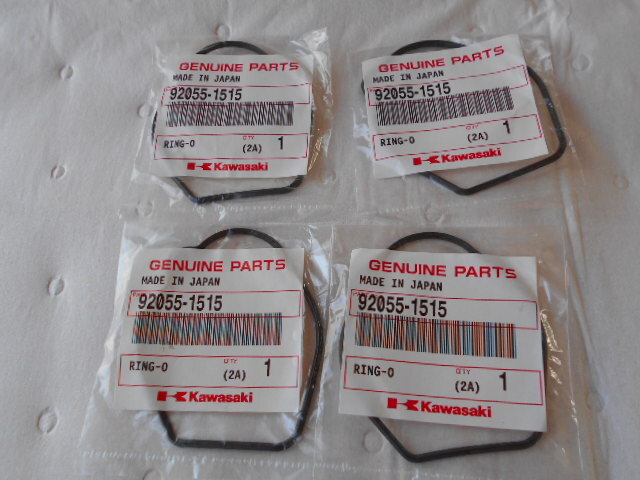 GENUINE PARTS
MADE IN JAPAN
92055-1515
QTY
RING-O (2A) 1
Kawasaki
GENUINE PARTS
MADE IN JAPAN
92055-1515
QTY
RING-O (2A) 1
Kawasaki
GENUINE PARTS
MADE IN JAPAN
92055-1515
QTY
RING-O (2A) 1
Kawasaki
GENUINE PARTS
MADE IN JAPAN
92055-1515
QTY
RING-O (2A) 1
Kawasaki